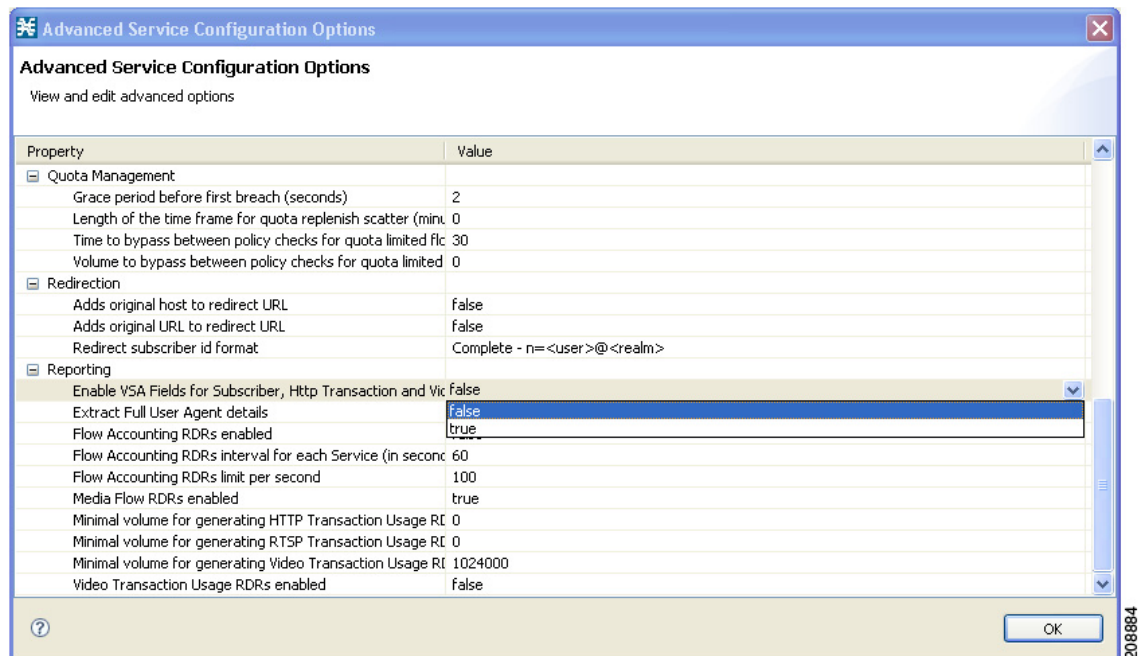 Advanced Service Configuration Options
Advanced Service Configuration Options
View and edit advanced options
Property Value
Quota Management
Grace period before first breach (seconds) 2
Length of the time frame for quota replenish scatter (minu 0
Time to bypass between policy checks for quota limited flo 30
Volume to bypass between policy checks for quota limited 0
Redirection
Adds original host to redirect URL false
Adds original URL to redirect URL false
Redirect subscriber id format Complete - n=<user>@<realm>
Reporting
Enable VSA Fields for Subscriber, Http Transaction and Vid false
Extract Full User Agent details false
Flow Accounting RDRs enabled true
Flow Accounting RDRs interval for each Service (in second 60
Flow Accounting RDRs limit per second 100
Media Flow RDRs enabled true
Minimal volume for generating HTTP Transaction Usage RD 0
Minimal volume for generating RTSP Transaction Usage RD 0
Minimal volume for generating Video Transaction Usage RD 1024000
Video Transaction Usage RDRs enabled false
OK
208884